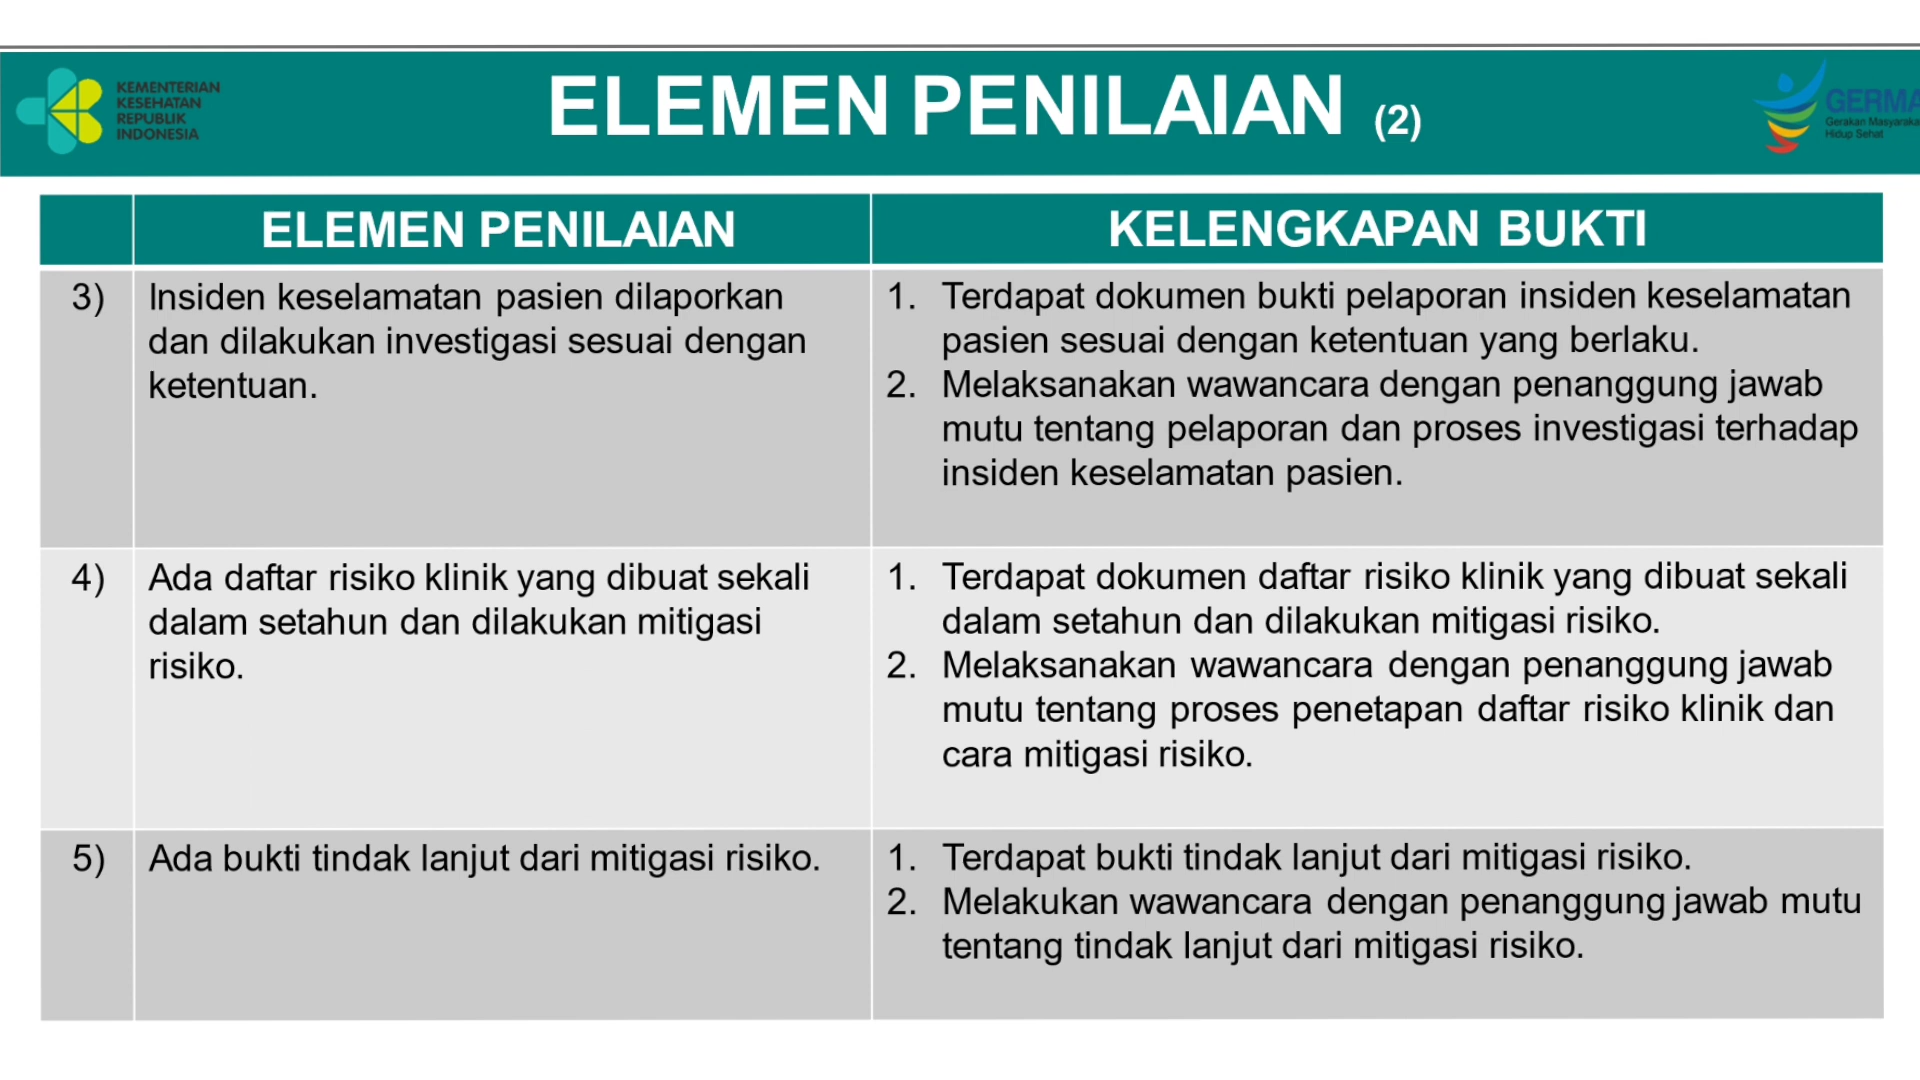 KEMENTERIAN
KESEHATAN
REPUBLIK
INDONESIA
ELEMEN PENILAIAN (2)
GERMA
Gerakan Masyaraka
Hidup Sehat
ELEMEN PENILAIAN
KELENGKAPAN BUKTI
3)
Insiden keselamatan pasien dilaporkan
dan dilakukan investigasi sesuai dengan
ketentuan.
1. Terdapat dokumen bukti pelaporan insiden keselamatan
pasien sesuai dengan ketentuan yang berlaku.
2. Melaksanakan wawancara dengan penanggung jawab
mutu tentang pelaporan dan proses investigasi terhadap
insiden keselamatan pasien.
4)
Ada daftar risiko klinik yang dibuat sekali
dalam setahun dan dilakukan mitigasi
risiko.
1. Terdapat dokumen daftar risiko klinik yang dibuat sekali
dalam setahun dan dilakukan mitigasi risiko.
2. Melaksanakan wawancara dengan penanggung jawab
mutu tentang proses penetapan daftar risiko klinik dan
cara mitigasi risiko.
5)
Ada bukti tindak lanjut dari mitigasi risiko.
1. Terdapat bukti tindak lanjut dari mitigasi risiko.
2. Melakukan wawancara dengan penanggung jawab mutu
tentang tindak lanjut dari mitigasi risiko.